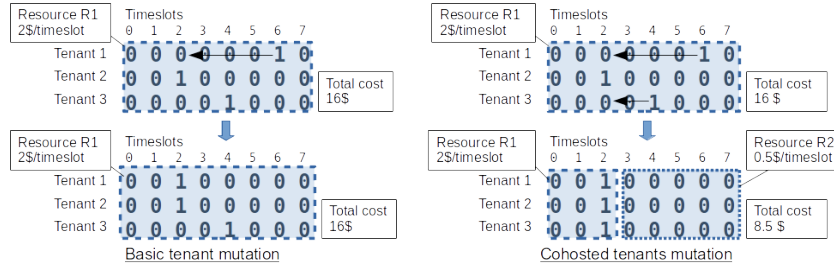 Resource R1
2$/timeslot
Timeslots
0 1 2 3 4 5 6 7
Tenant 1 0 0 0 0 0 0 1 0
Tenant 2 0 0 1 0 0 0 0 0
Tenant 3 0 0 0 0 1 0 0 0
Total cost
16$
Resource R1
2$/timeslot
Timeslots
0 1 2 3 4 5 6 7
Tenant 1 0 0 1 0 0 0 0 0
Tenant 2 0 0 1 0 0 0 0 0
Tenant 3 0 0 0 0 1 0 0 0
Total cost
16$
Basic tenant mutation
Resource R1
2$/timeslot
Timeslots
0 1 2 3 4 5 6 7
Tenant 1 0 0 0 0 0 0 1 0
Tenant 2 0 0 1 0 0 0 0 0
Tenant 3 0 0 0 0 1 0 0 0
Total cost
16 $
Resource R1
2$/timeslot
Timeslots
0 1 2 3 4 5 6 7
Resource R2
0.5$/timeslot
Tenant 1 0 0 1 0 0 0 0 0
Tenant 2 0 0 1 0 0 0 0 0
Tenant 3 0 0 1 0 0 0 0 0
Total cost
8.5 $
Cohosted tenants mutation